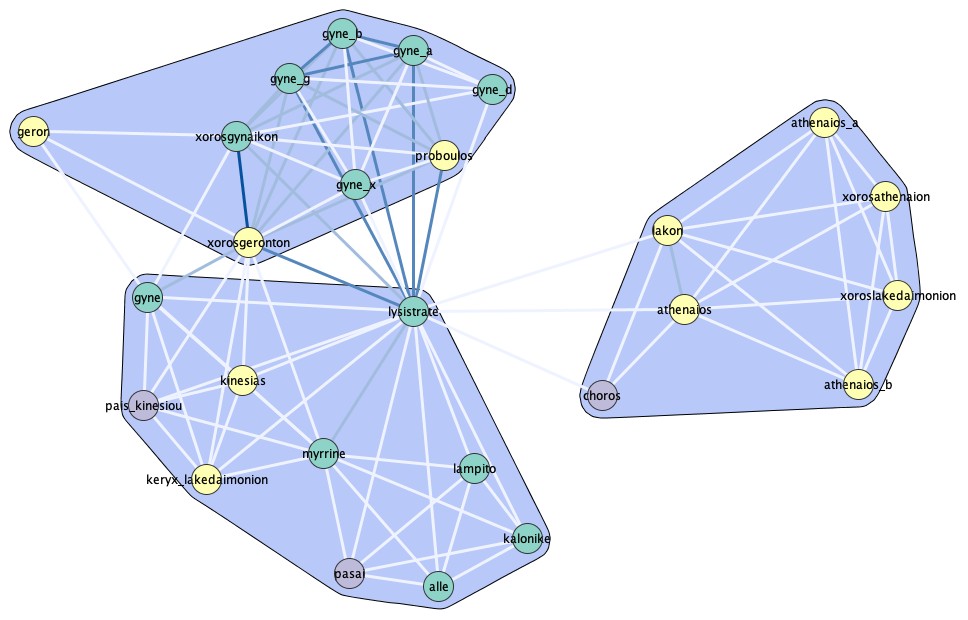 gyne_b
gyne_a
gyne_g
gyne_d
geron
xorosgynaikon
proboulos
gyne_x
xorosgeronton
athenaios_a
xorosathenaion
lakon
xoroslakedaimonion
athenaios
athenaios_b
choros
gyne
lysistrate
kinesias
pais_kinesiou
myrrine
lampito
keryx_lakedaimonion
kalonike
pasai
alle